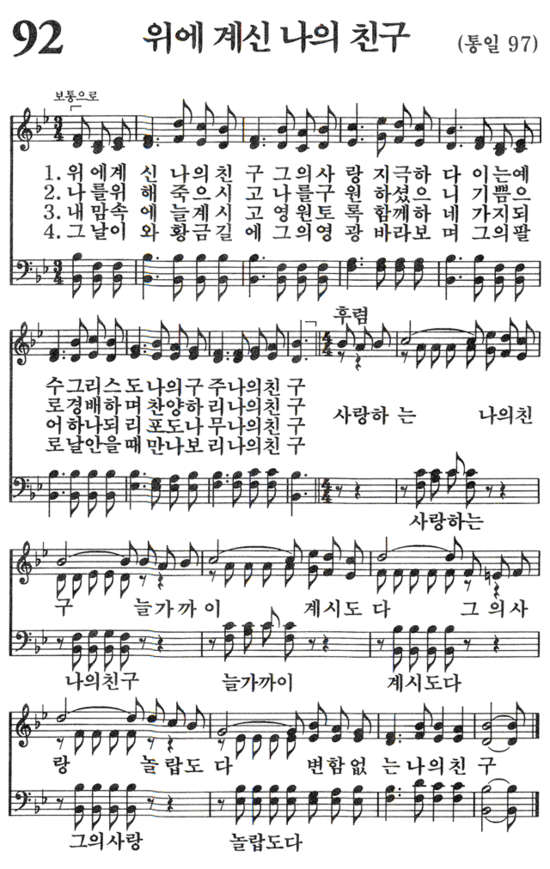 92 위에 계신 나의 친구 (통일 97)
보통으로
1. 위에계 신 나의친 구 그의사 랑 지극하 다 이는예
2. 나를위 해 죽으시 고 나를구 원 하셨으니 기쁨으
3. 내맘속 에 늘계시 고 영원토 록 함께하 네 가지되
4. 그날이 와 황금길 에 그의영 광 바라보 며 그의팔
후렴
수그리스도나의구 주나의친 구
로경배하며찬양하 리나의친 구
어하나되리포도나 무나의친 구
로날안을때만나보 리나의친 구
사랑하 는 나의친
사랑하는
구 늘가까 이 계시도 다 그 의사
나의친구 늘가까이 계시도다
랑 놀랍도 다 변함없 는나의친 구
그의사랑 놀랍도다